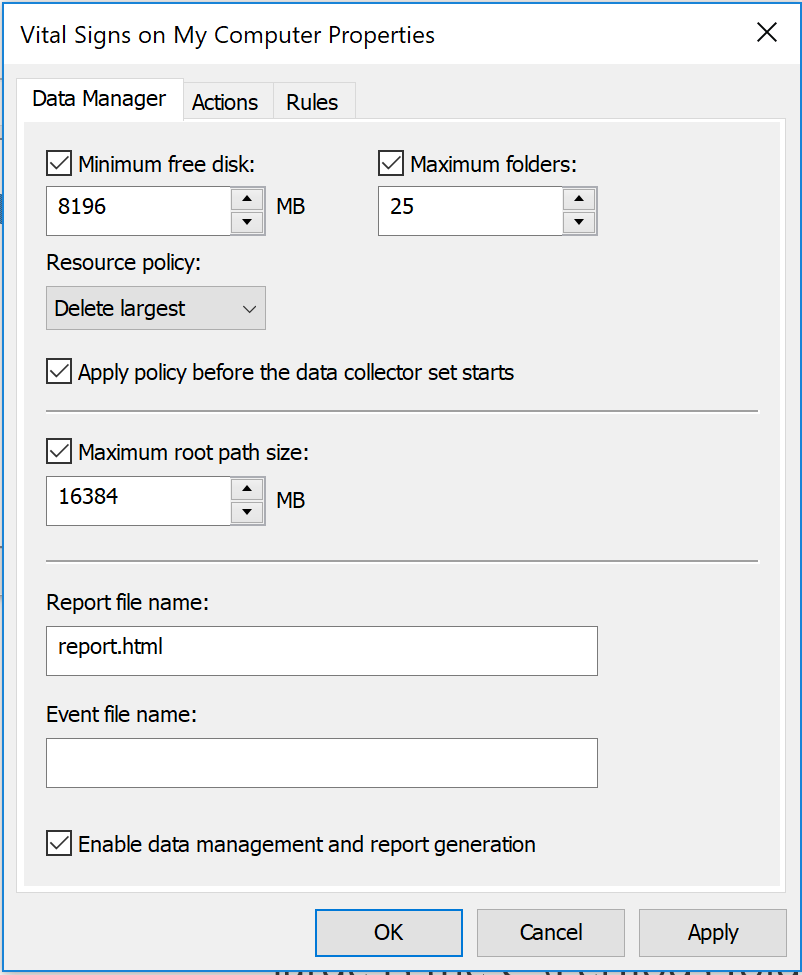 Vital Signs on My Computer Properties
Data Manager Actions Rules
Minimum free disk: Maximum folders:
8196 MB 25
Resource policy:
Delete largest
Apply policy before the data collector set starts
Maximum root path size:
16384 MB
Report file name:
report.html
Event file name:
Enable data management and report generation
OK Cancel Apply